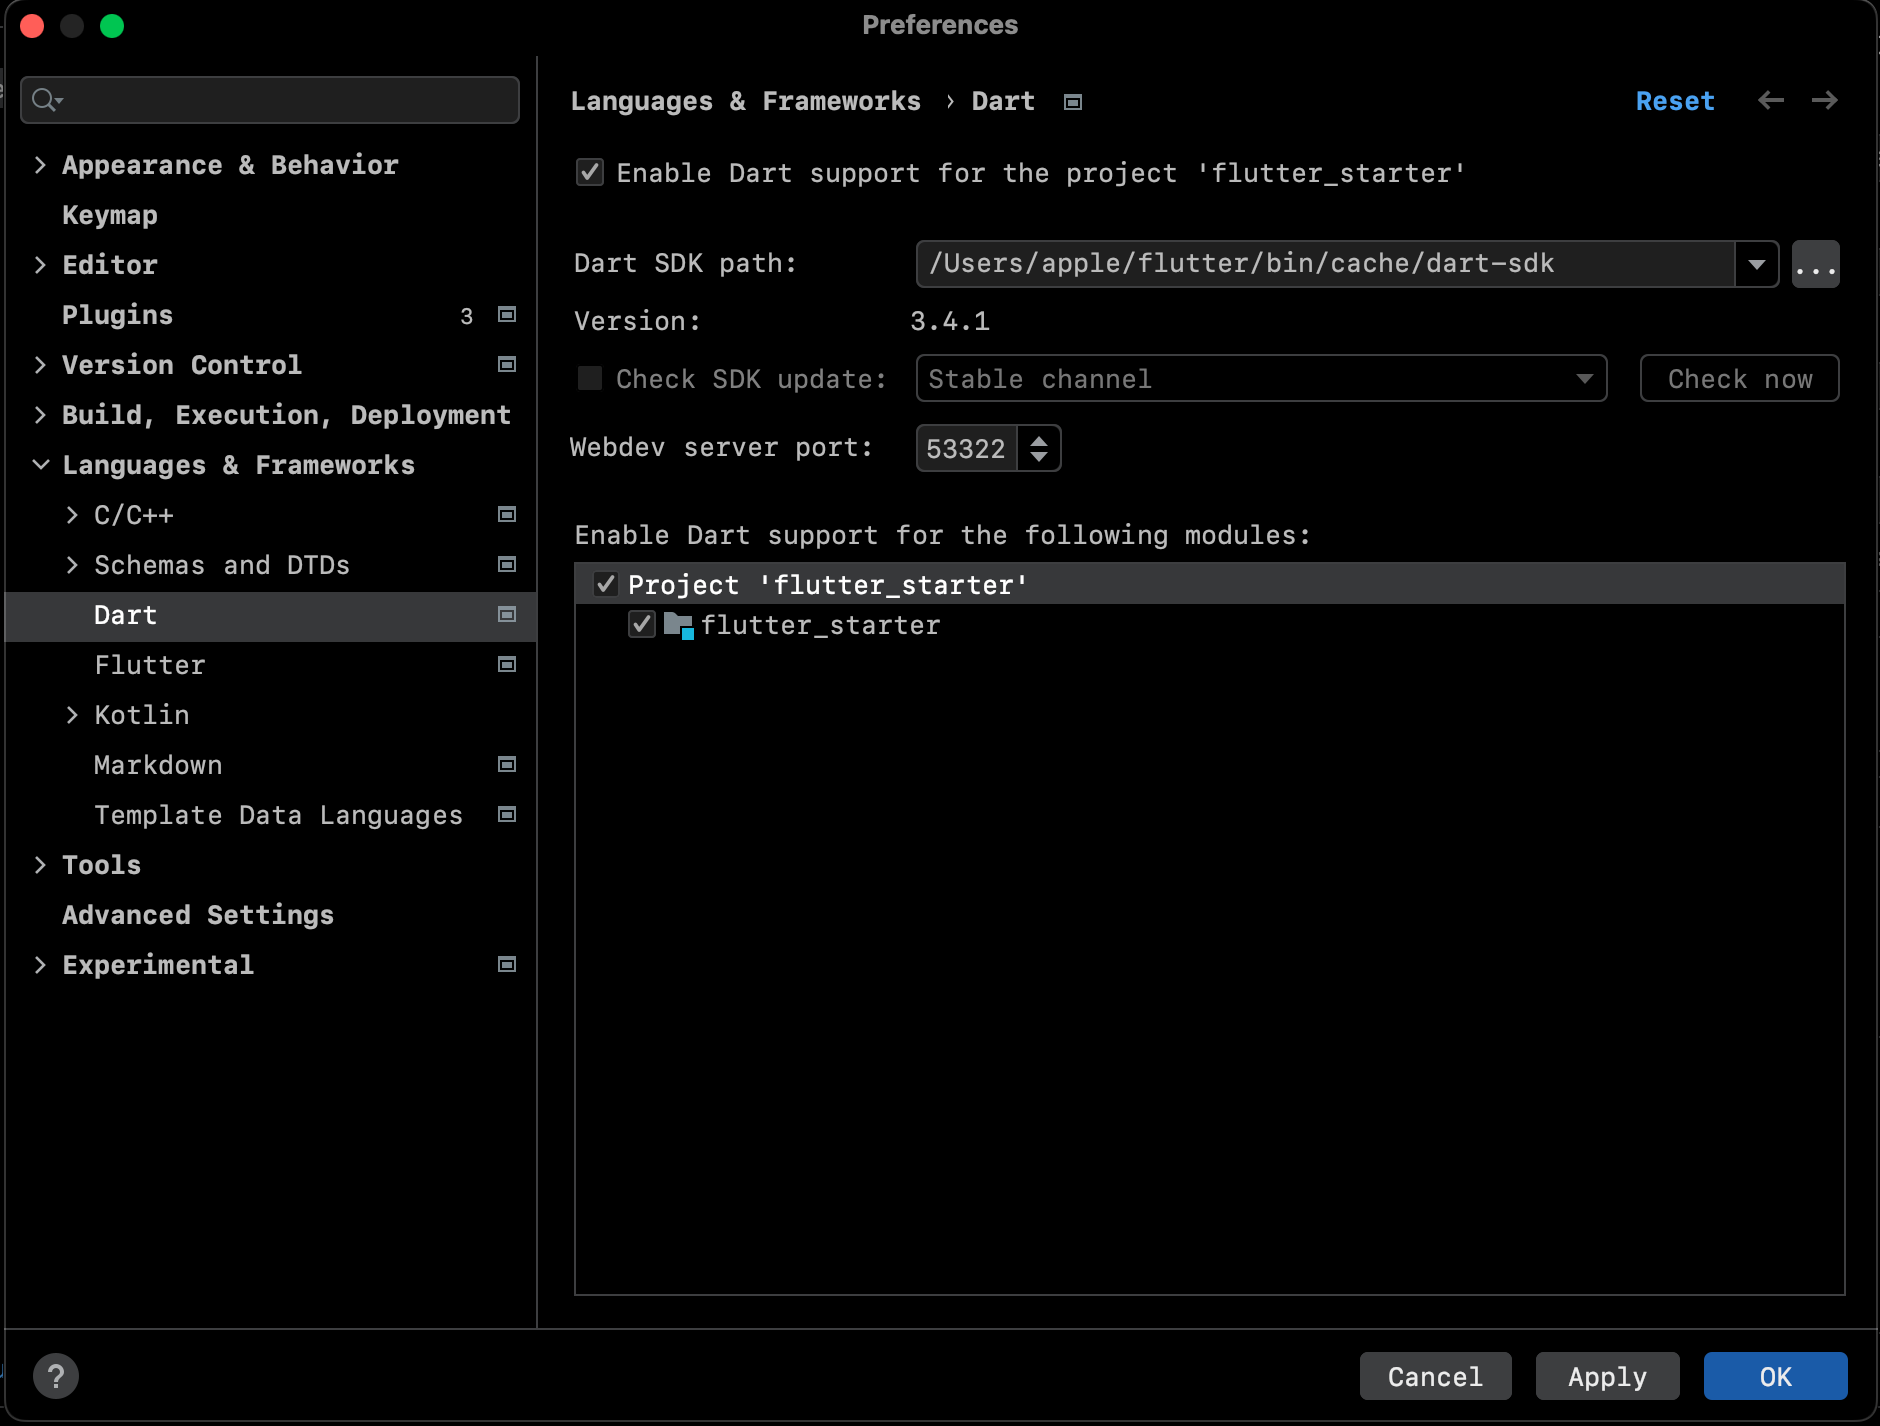 Preferences
Appearance & Behavior
Keymap
Editor
Plugins 3
Version Control
Build, Execution, Deployment
Languages & Frameworks
C/C++
Schemas and DTDs
Dart
Flutter
Kotlin
Markdown
Template Data Languages
Tools
Advanced Settings
Experimental
Languages & Frameworks › Dart
Reset
Enable Dart support for the project 'flutter_starter'
Dart SDK path: /Users/apple/flutter/bin/cache/dart-sdk ...
Version: 3.4.1
Check SDK update: Stable channel Check now
Webdev server port: 53322
Enable Dart support for the following modules:
Project 'flutter_starter'
flutter_starter
?
Cancel Apply OK